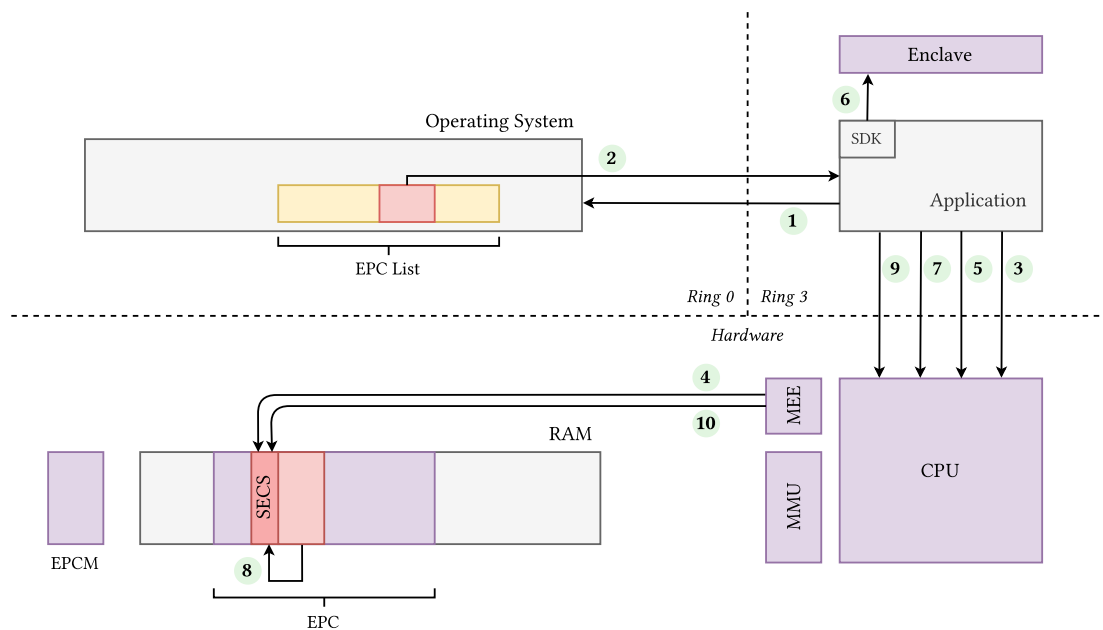 Enclave
6
SDK
Operating System
2
Application
1
EPC List
9
7
5
3
Ring 0
Ring 3
Hardware
4
MEE
10
RAM
CPU
SECS
MMU
EPCM
8
EPC